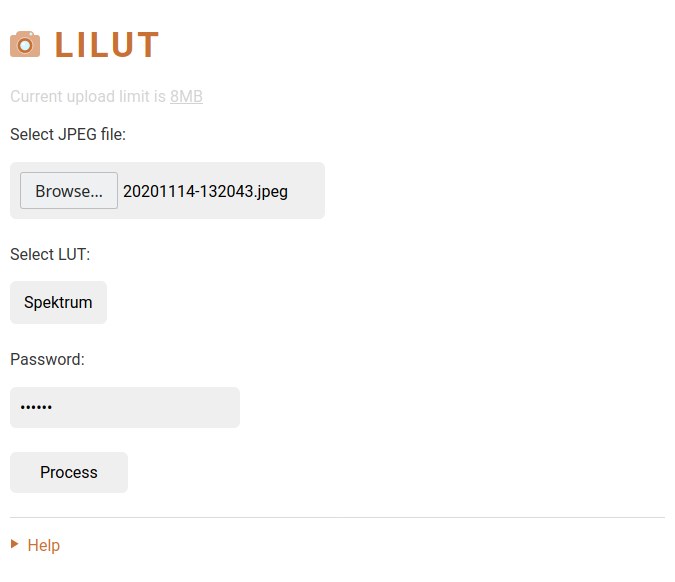 LILUT
Current upload limit is 8MB
Select JPEG file:
Browse... 20201114-132043.jpeg
Select LUT:
Spektrum
Password:
••••••
Process
Help